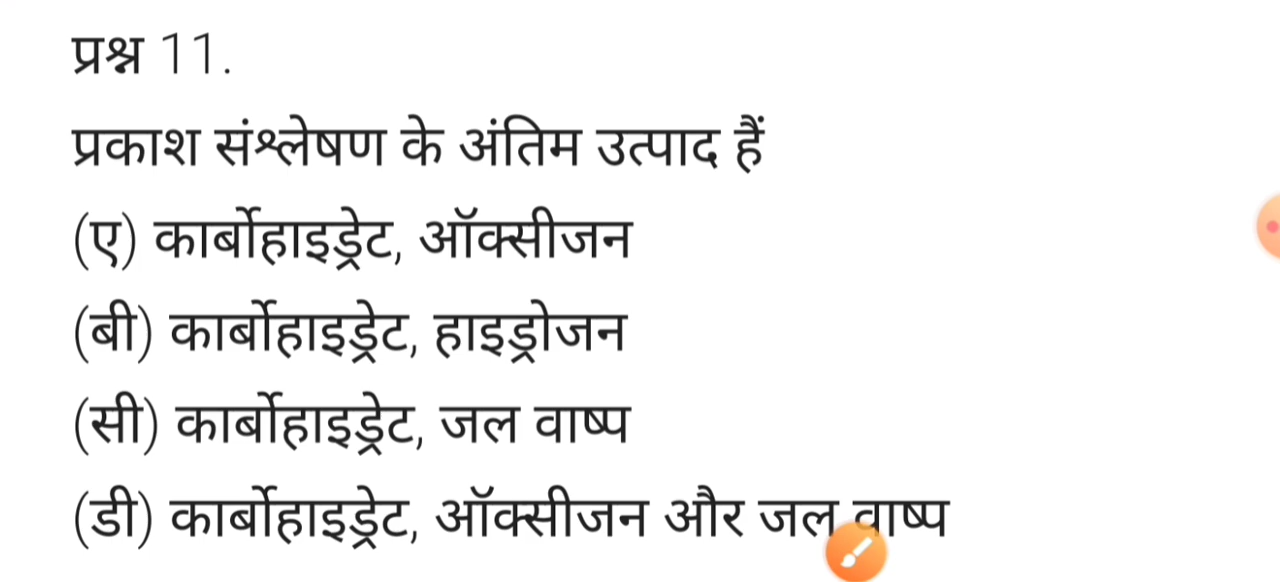 प्रश्न 11.
प्रकाश संश्लेषण के अंतिम उत्पाद हैं
(ए) कार्बोहाइड्रेट, ऑक्सीजन
(बी) कार्बोहाइड्रेट, हाइड्रोजन
(सी) कार्बोहाइड्रेट, जल वाष्प
(डी) कार्बोहाइड्रेट, ऑक्सीजन और जल वाष्प